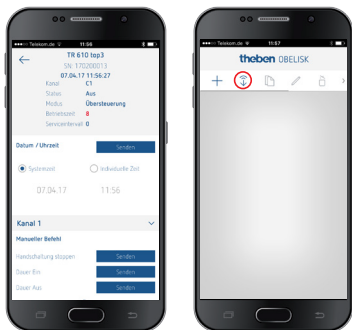 Telekom.de 11:56
TR 610 top3
SN: 170200013
07.04.17 11:56:27
Kanal C1
Status Aus
Modus Übersteuerung
Betriebszeit 8
Serviceintervall 0
Datum / Uhrzeit Senden
Systemzeit Individuelle Zeit
07.04.17 11:56
Kanal 1
Manueller Befehl
Handschaltung stoppen Senden
Dauer Ein Senden
Dauer Aus Senden
Telekom.de 11:57
theben OBELISK